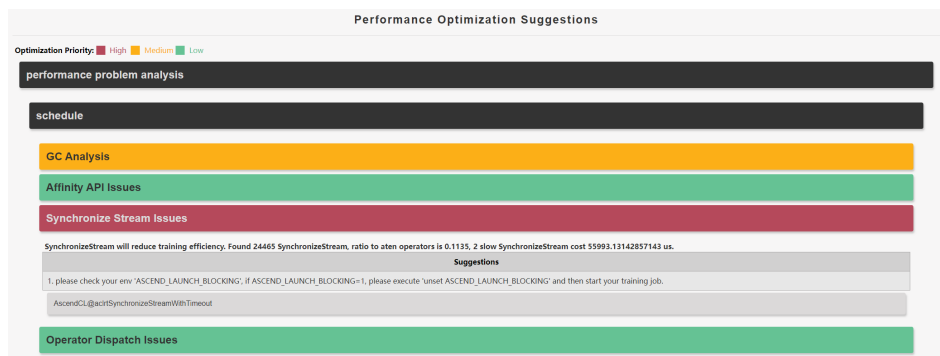 Performance Optimization Suggestions
Optimization Priority: High Medium Low
performance problem analysis
schedule
GC Analysis
Affinity API Issues
Synchronize Stream Issues
SynchronizeStream will reduce training efficiency. Found 24465 SynchronizeStream, ratio to aten operators is 0.1135, 2 slow SynchronizeStream cost 55993.13142857143 us.
Suggestions
1. please check your env 'ASCEND_LAUNCH_BLOCKING', if ASCEND_LAUNCH_BLOCKING=1, please execute 'unset ASCEND_LAUNCH_BLOCKING' and then start your training job.
AscendCL@aclrtSynchronizeStreamWithTimeout
Operator Dispatch Issues